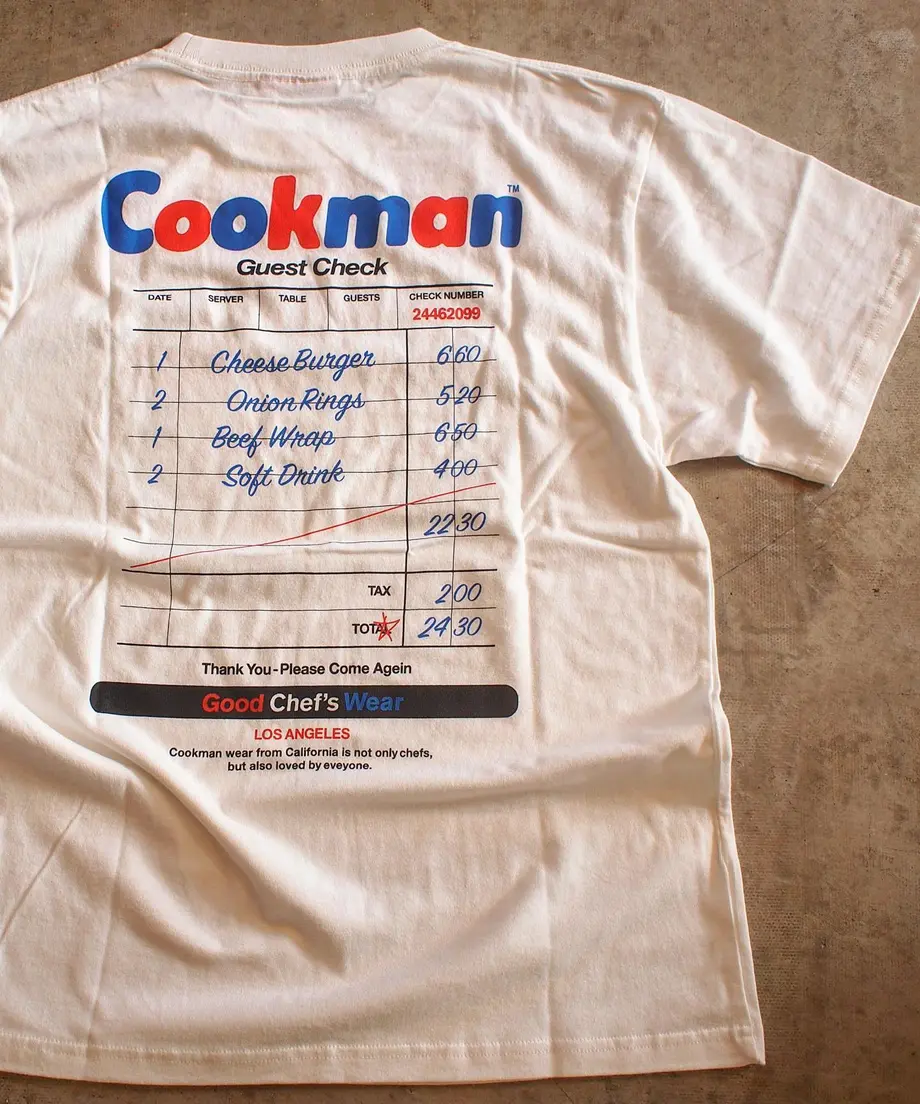 Cookman™
Guest Check
DATE SERVER TABLE GUESTS CHECK NUMBER
24462099
1 Cheese Burger 6 60
2 Onion Rings 5 20
1 Beef Wrap 6 50
2 Soft Drink 4 00
22 30
TAX 2 00
TOTAL 24 30
Thank You-Please Come Agein
Good Chef's Wear
LOS ANGELES
Cookman wear from California is not only chefs,
but also loved by eveyone.